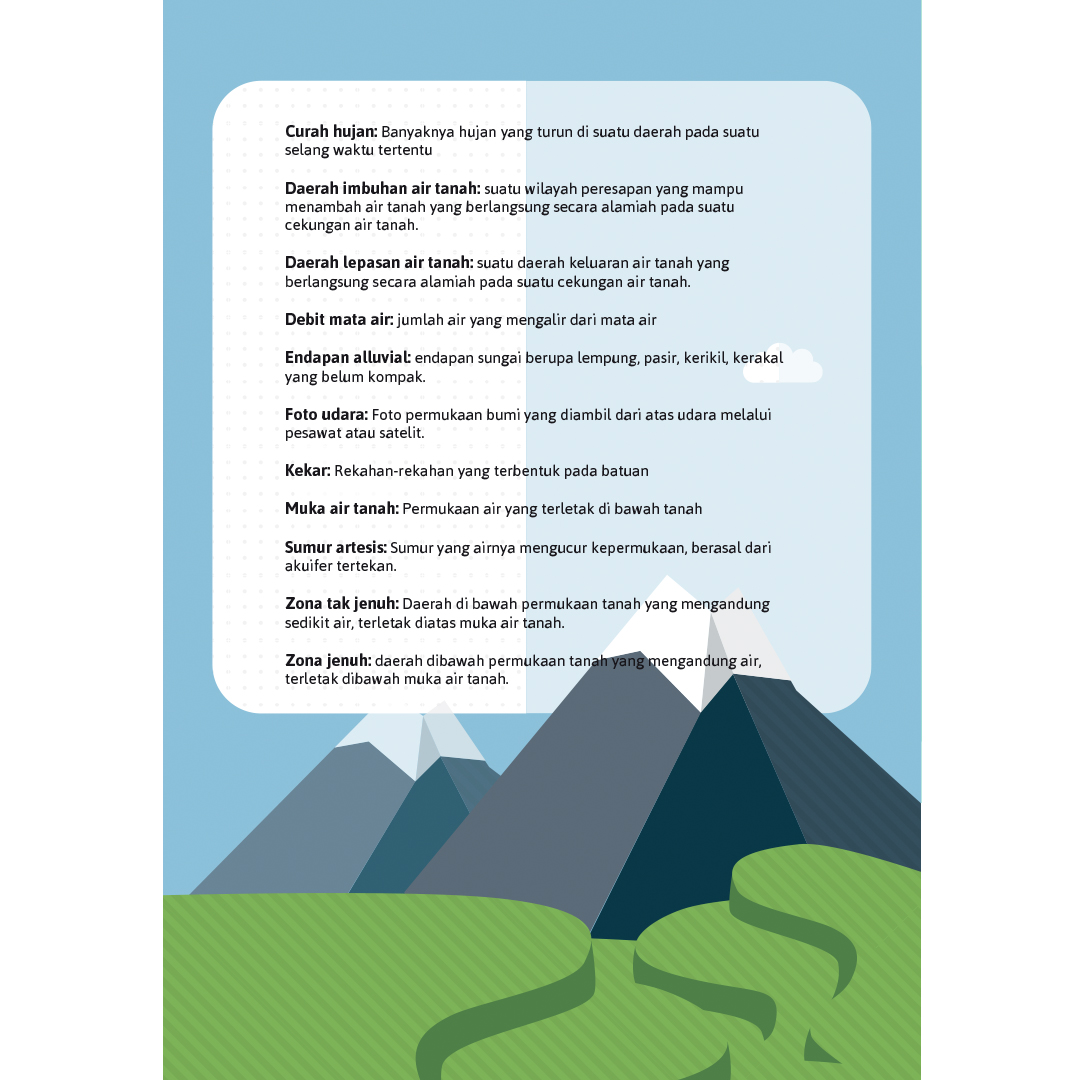 Curah hujan: Banyaknya hujan yang turun di suatu daerah pada suatu
selang waktu tertentu
Daerah imbuhan air tanah: suatu wilayah peresapan yang mampu
menambah air tanah yang berlangsung secara alamiah pada suatu
cekungan air tanah.
Daerah lepasan air tanah: suatu daerah keluaran air tanah yang
berlangsung secara alamiah pada suatu cekungan air tanah.
Debit mata air: jumlah air yang mengalir dari mata air
Endapan alluvial: endapan sungai berupa lempung, pasir, kerikil, kerakal
yang belum kompak.
Foto udara: Foto permukaan bumi yang diambil dari atas udara melalui
pesawat atau satelit.
Kekar: Rekahan-rekahan yang terbentuk pada batuan
Muka air tanah: Permukaan air yang terletak di bawah tanah
Sumur artesis: Sumur yang airnya mengucur kepermukaan, berasal dari
akuifer tertekan.
Zona tak jenuh: Daerah di bawah permukaan tanah yang mengandung
sedikit air, terletak diatas muka air tanah.
Zona jenuh: daerah dibawah permukaan tanah yang mengandung air,
terletak dibawah muka air tanah.